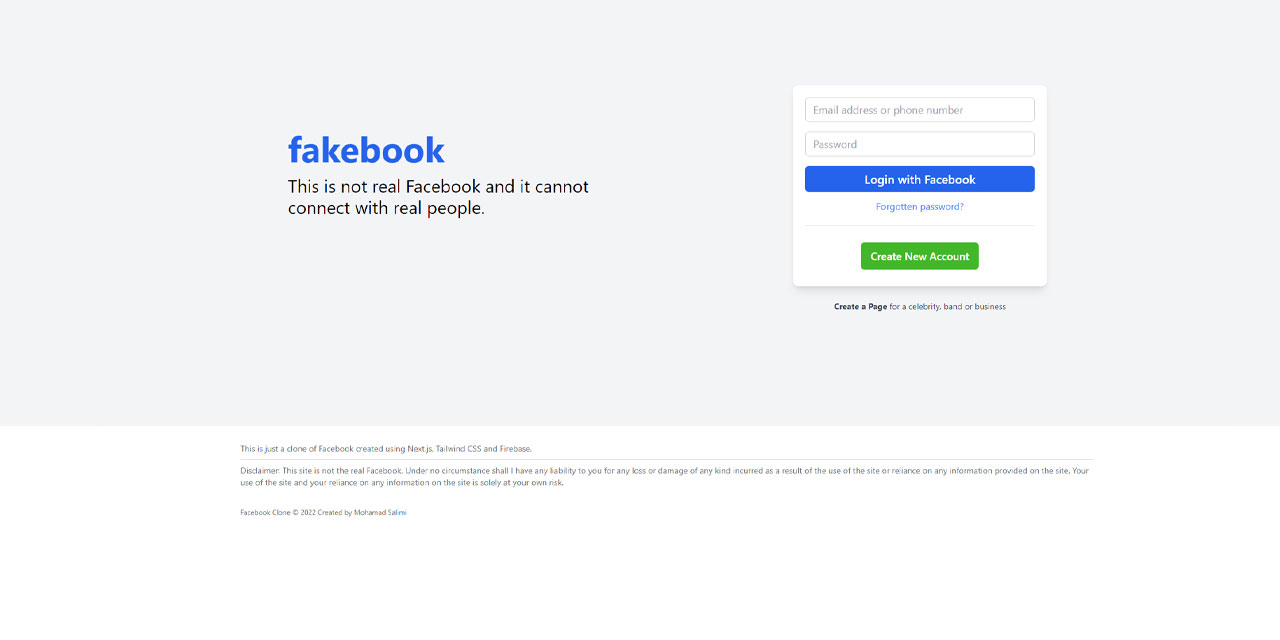 fakebook
This is not real Facebook and it cannot
connect with real people.
Email address or phone number
Password
Login with Facebook
Forgotten password?
Create New Account
Create a Page for a celebrity, band or business
This is just a clone of Facebook created using Next.js, Tailwind CSS and Firebase.
Disclaimer: This site is not the real Facebook. Under no circumstance shall I have any liability to you for any loss or damage of any kind incurred as a result of the use of the site or reliance on any information provided on the site. Your
use of the site and your reliance on any information on the site is solely at your own risk.
Facebook Clone © 2022 Created by Mohamad Salimi